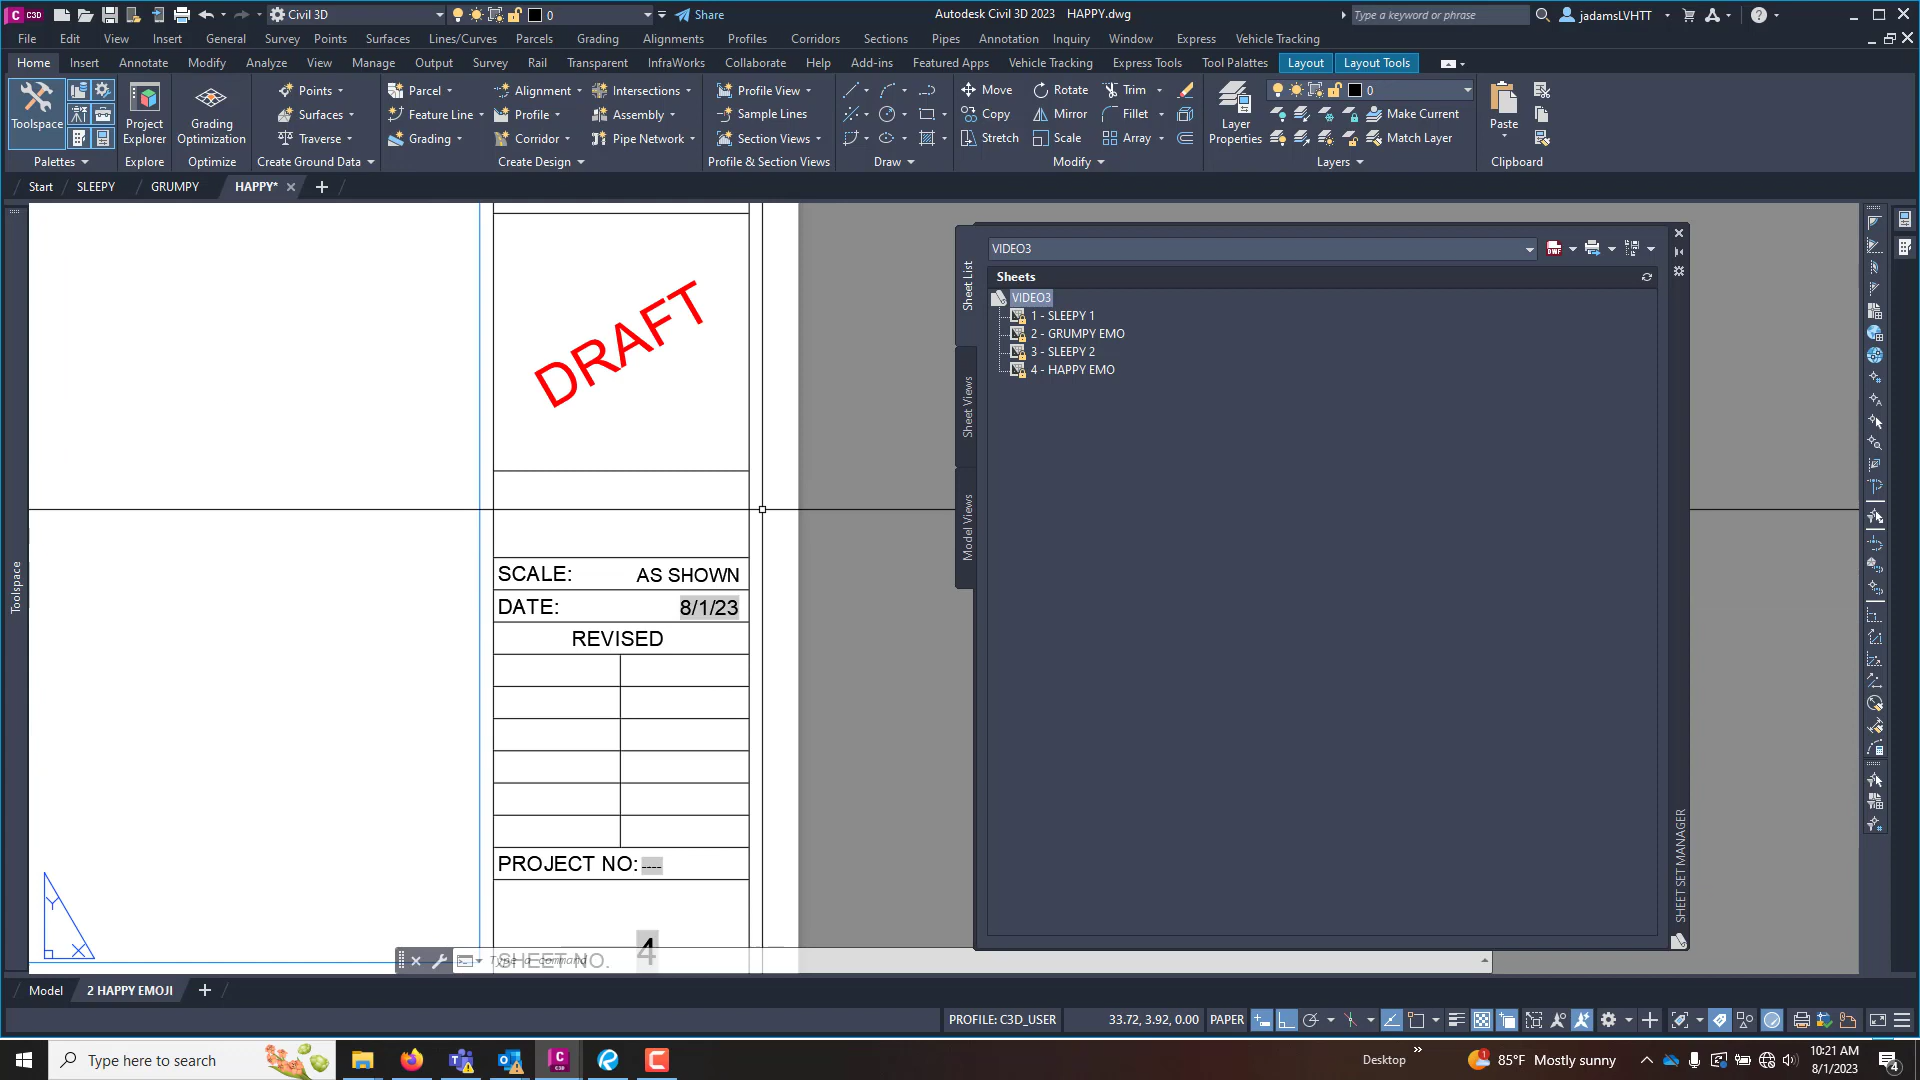 C3D
Civil 3D
0
Share
Autodesk Civil 3D 2023 HAPPY.dwg
Type a keyword or phrase
jadamsLVHTT
File Edit View Insert General Survey Points Surfaces Lines/Curves Parcels Grading Alignments Profiles Corridors Sections Pipes Annotation Inquiry Window Express Vehicle Tracking
Home Insert Annotate Modify Analyze View Manage Output Survey Rail Transparent InfraWorks Collaborate Help Add-ins Featured Apps Vehicle Tracking Express Tools Tool Palettes Layout Layout Tools
Points Parcel Alignment Intersections Profile View Move Rotate Trim 0
Toolspace Project Explorer Grading Optimization Surfaces Feature Line Profile Assembly Sample Lines Copy Mirror Fillet Layer Properties Make Current Paste
Traverse Grading Corridor Pipe Network Section Views Stretch Scale Array Match Layer
Palettes Explore Optimize Create Ground Data Create Design Profile & Section Views Draw Modify Layers Clipboard
Start SLEEPY GRUMPY HAPPY*
Toolspace
DRAFT
SCALE: AS SHOWN
DATE: 8/1/23
REVISED
PROJECT NO: ----
SHEET NO. 4
Type a command
VIDEO3
Sheets
VIDEO3
1 - SLEEPY 1
2 - GRUMPY EMO
3 - SLEEPY 2
4 - HAPPY EMO
Sheet List
Sheet Views
Model Views
SHEET SET MANAGER
Y
X
Model 2 HAPPY EMOJI
PROFILE: C3D_USER 33.72, 3.92, 0.00 PAPER
Type here to search
Desktop
85°F Mostly sunny
10:21 AM
8/1/2023
4